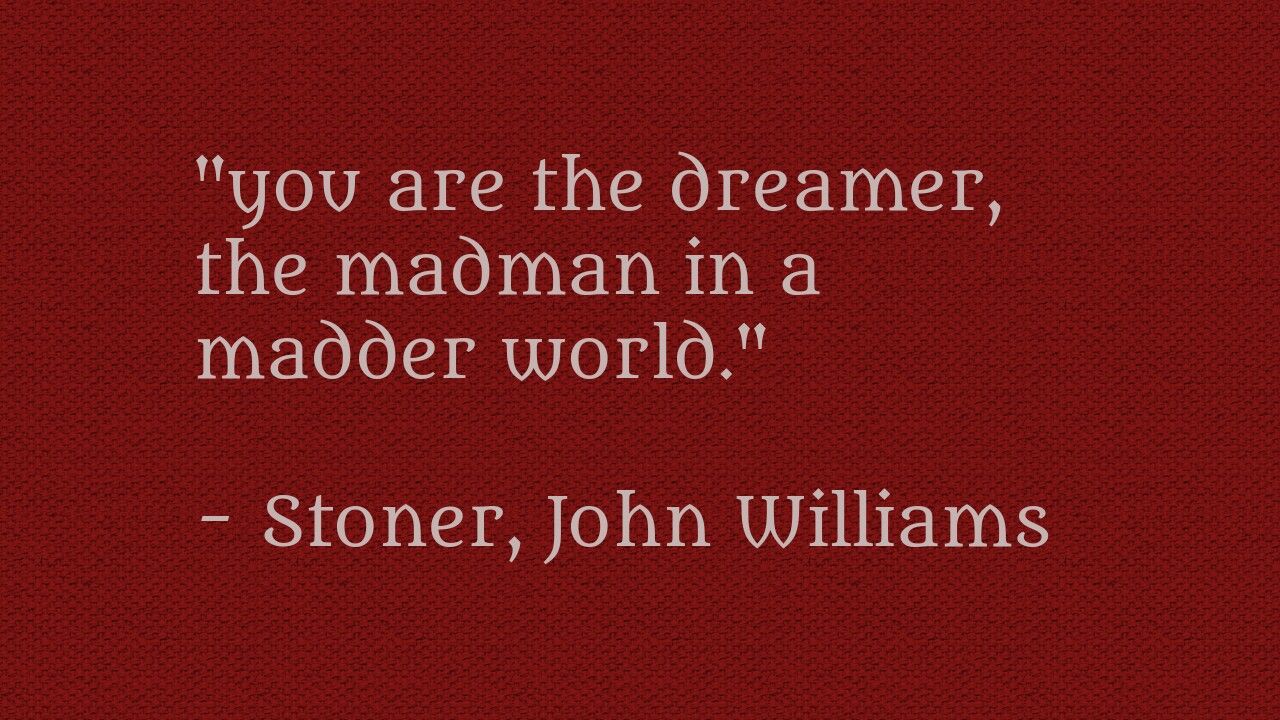 "you are the dreamer,
the madman in a
madder world."
- Stoner, John Williams